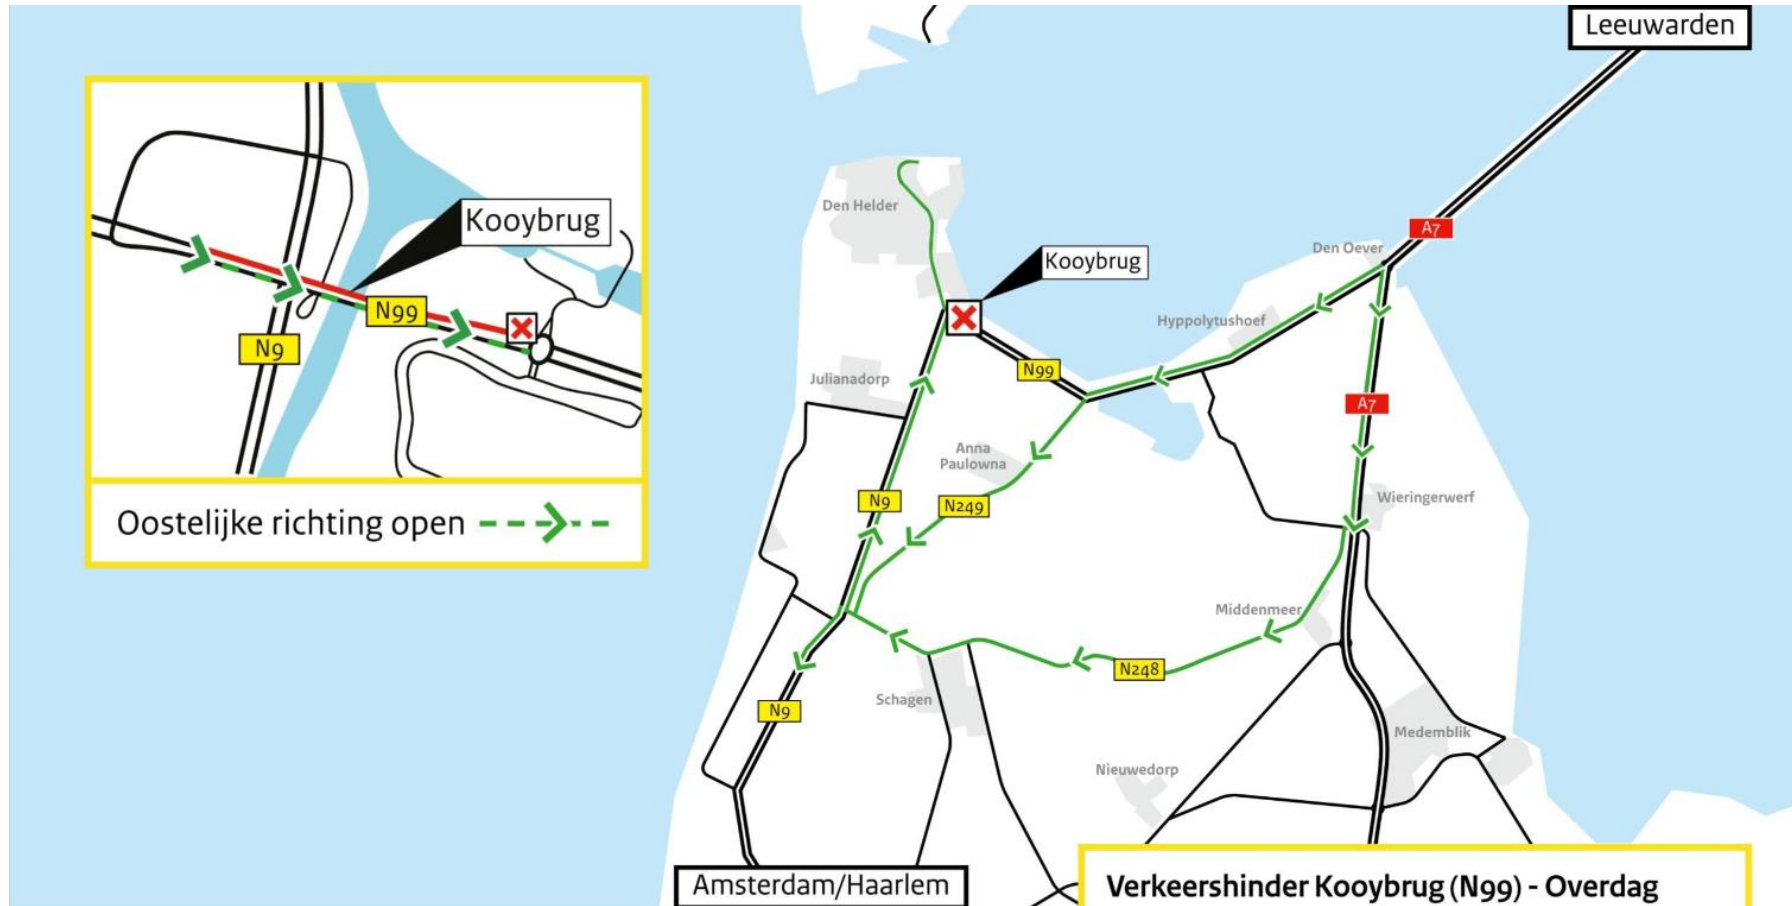 Leeuwarden
Kooybrug
N99
N9
Oostelijke richting open
Den Helder
A7
Den Oever
Kooybrug
Hyppolytushoef
N99
Julianadorp
A7
Anna
Paulowna
N9
N249
Wieringerwerf
Middenmeer
N248
Schagen
N9
Medemblik
Nieuwedorp
Amsterdam/Haarlem
Verkeershinder Kooybrug (N99) - Overdag